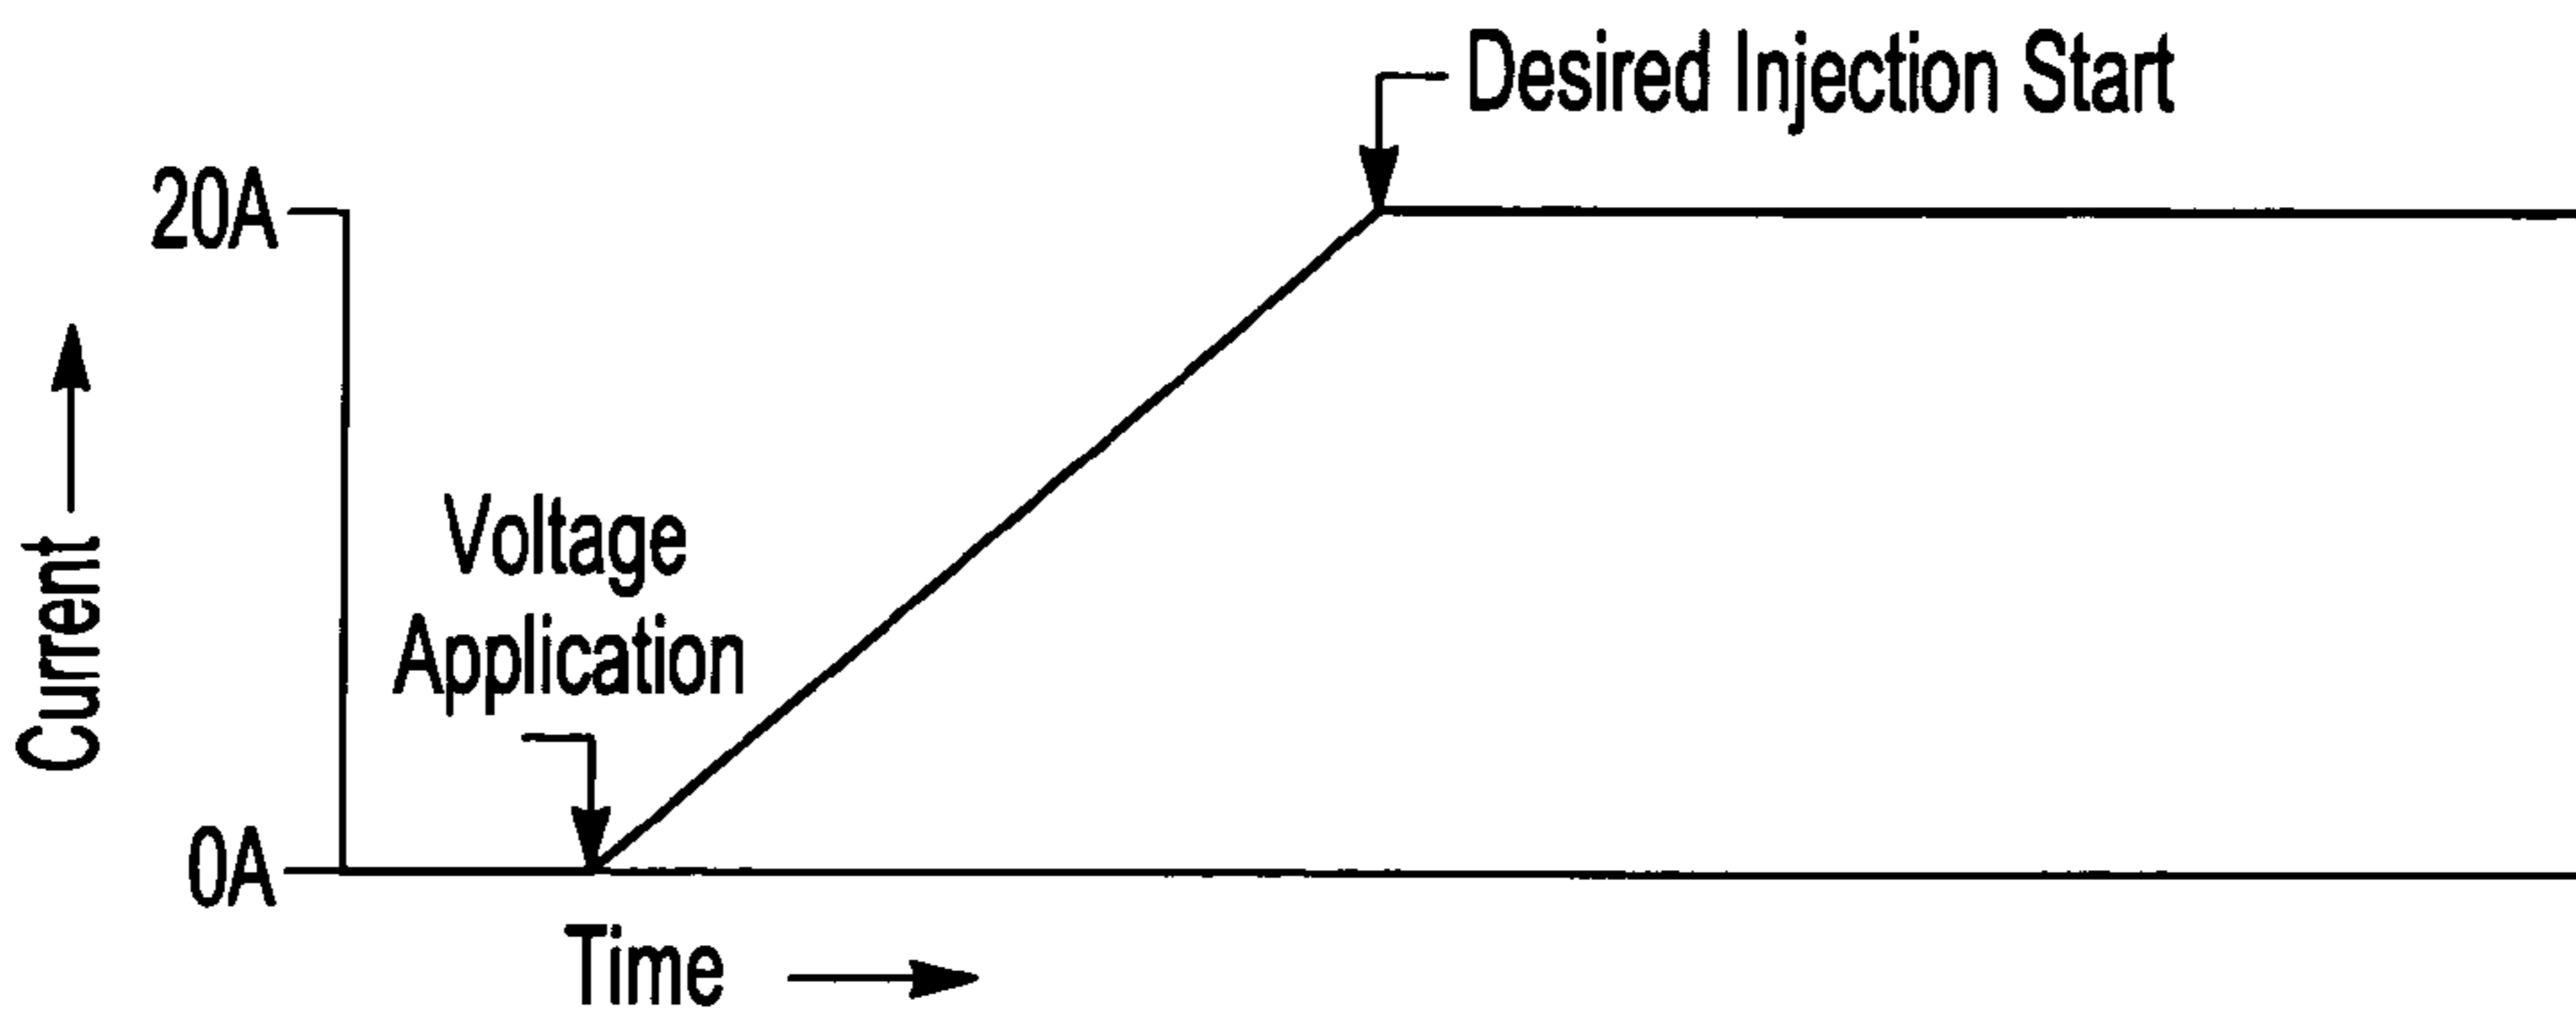 Desired Injection Start
20A
Voltage
Application
Current
0A
Time